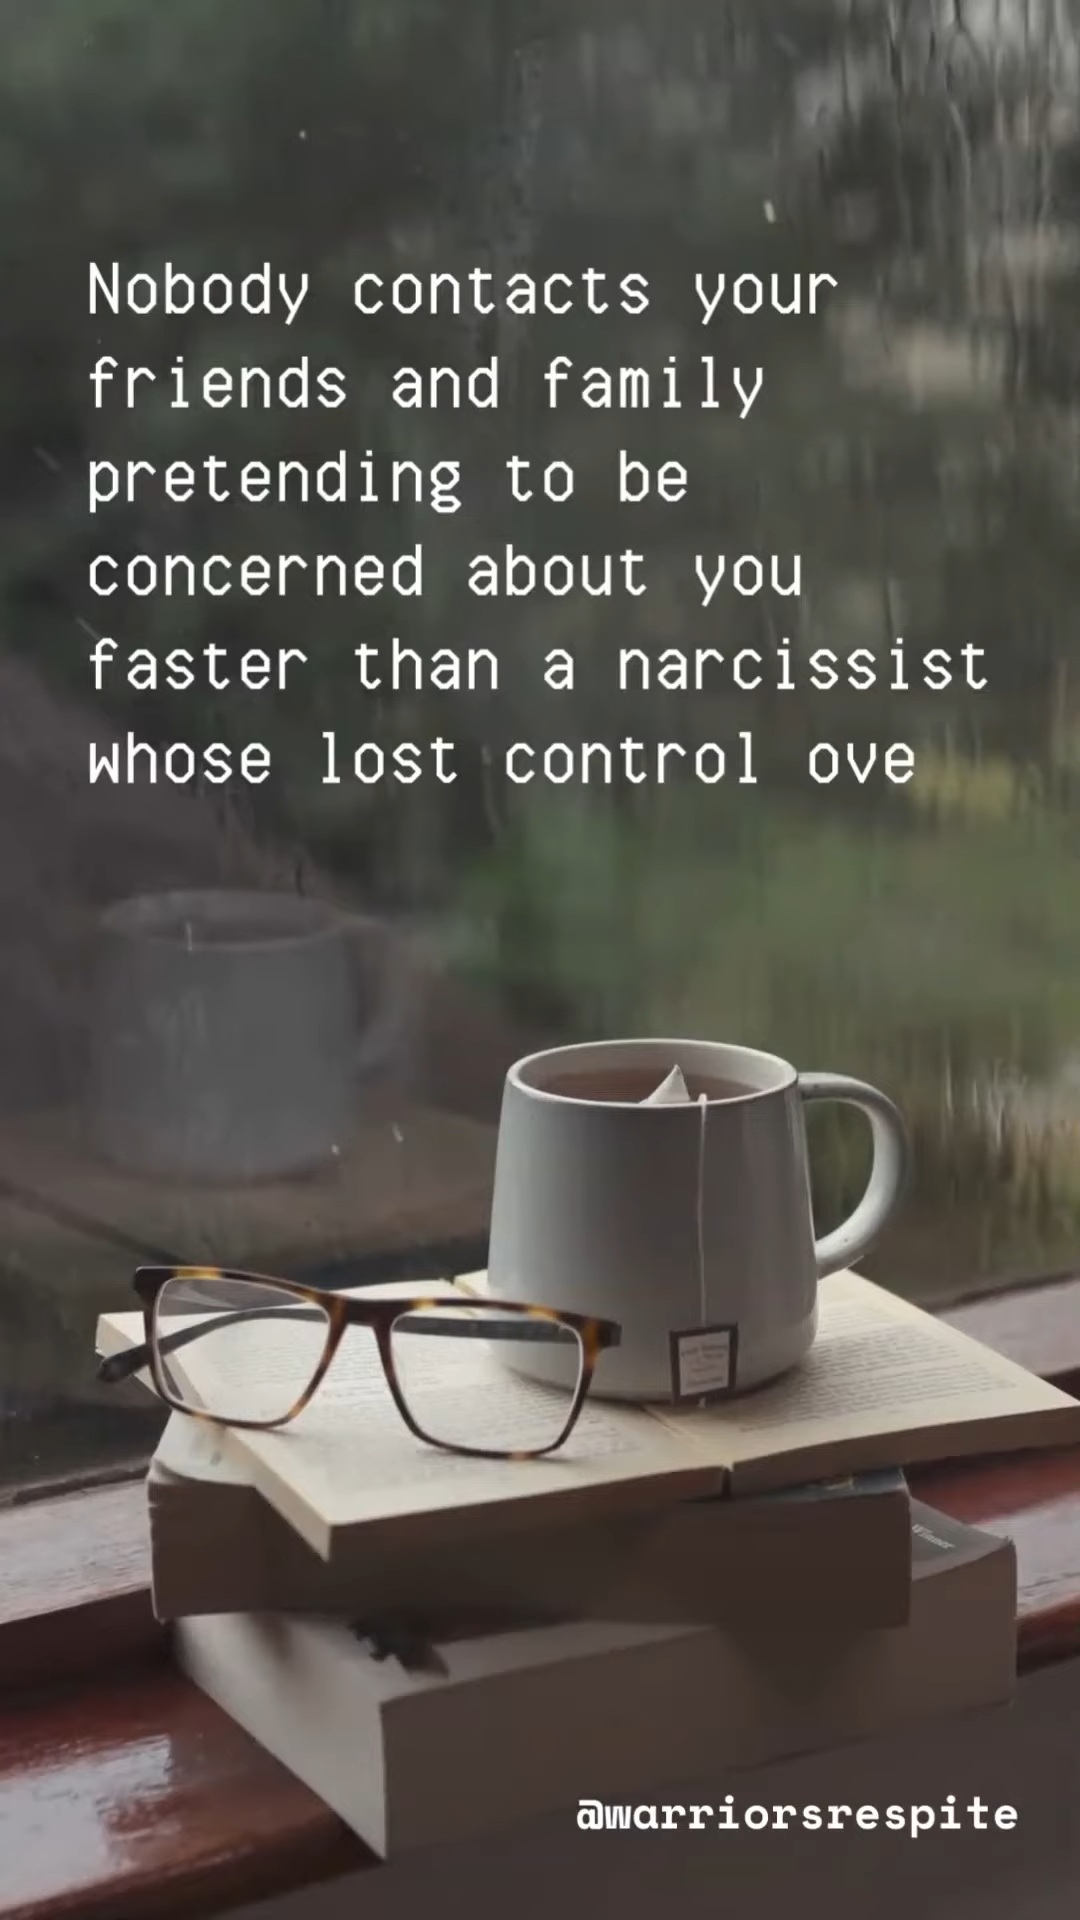 Nobody contacts your
friends and family
pretending to be
concerned about you
faster than a narcissist
whose lost control ove
Winner
@warriorsrespite